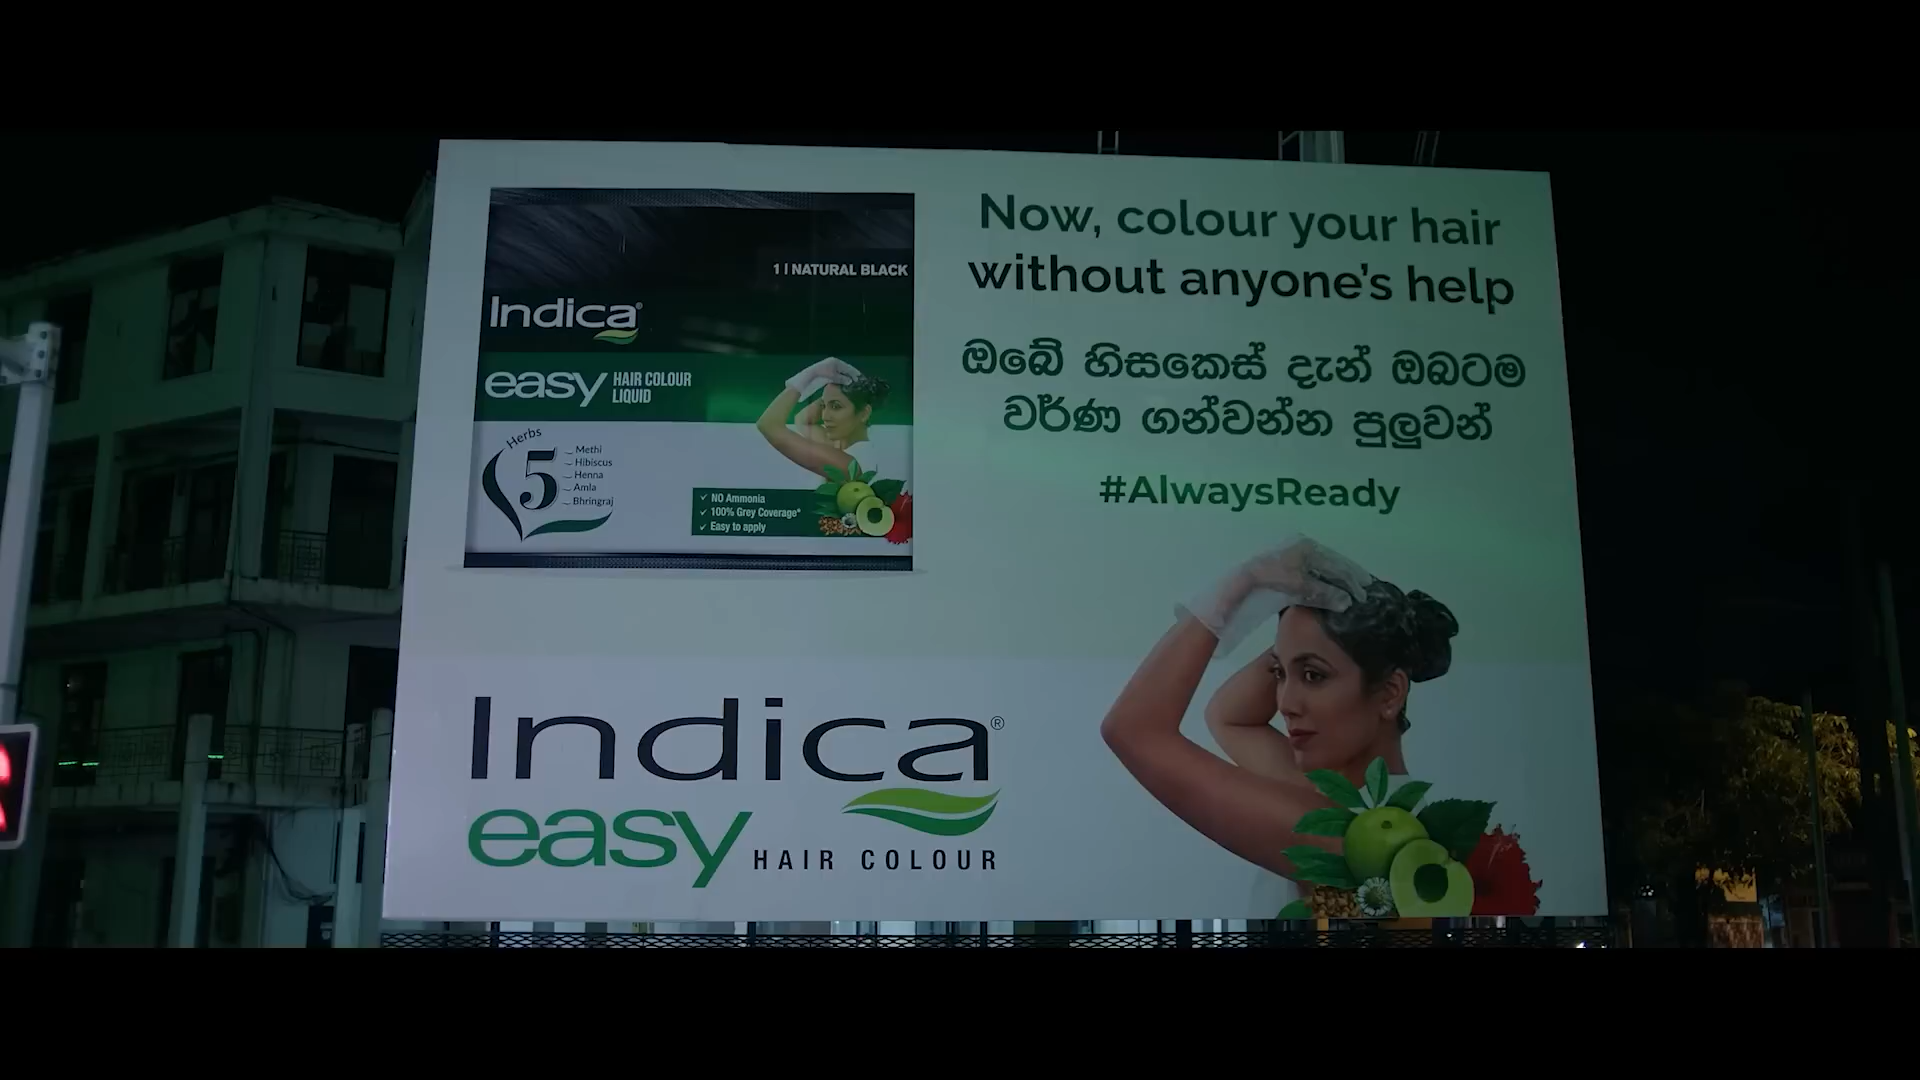 1 | NATURAL BLACK
Indica®
easy HAIR COLOUR
LIQUID
Herbs
5
Methi
Hibiscus
Henna
Amla
Bhringraj
✓ NO Ammonia
✓ 100% Grey Coverage*
✓ Easy to apply
Now, colour your hair
without anyone's help
ඔබේ හිසකෙස් දැන් ඔබටම
වර්ණ ගන්වන්න පුලුවන්
#AlwaysReady
Indica®
easy HAIR COLOUR